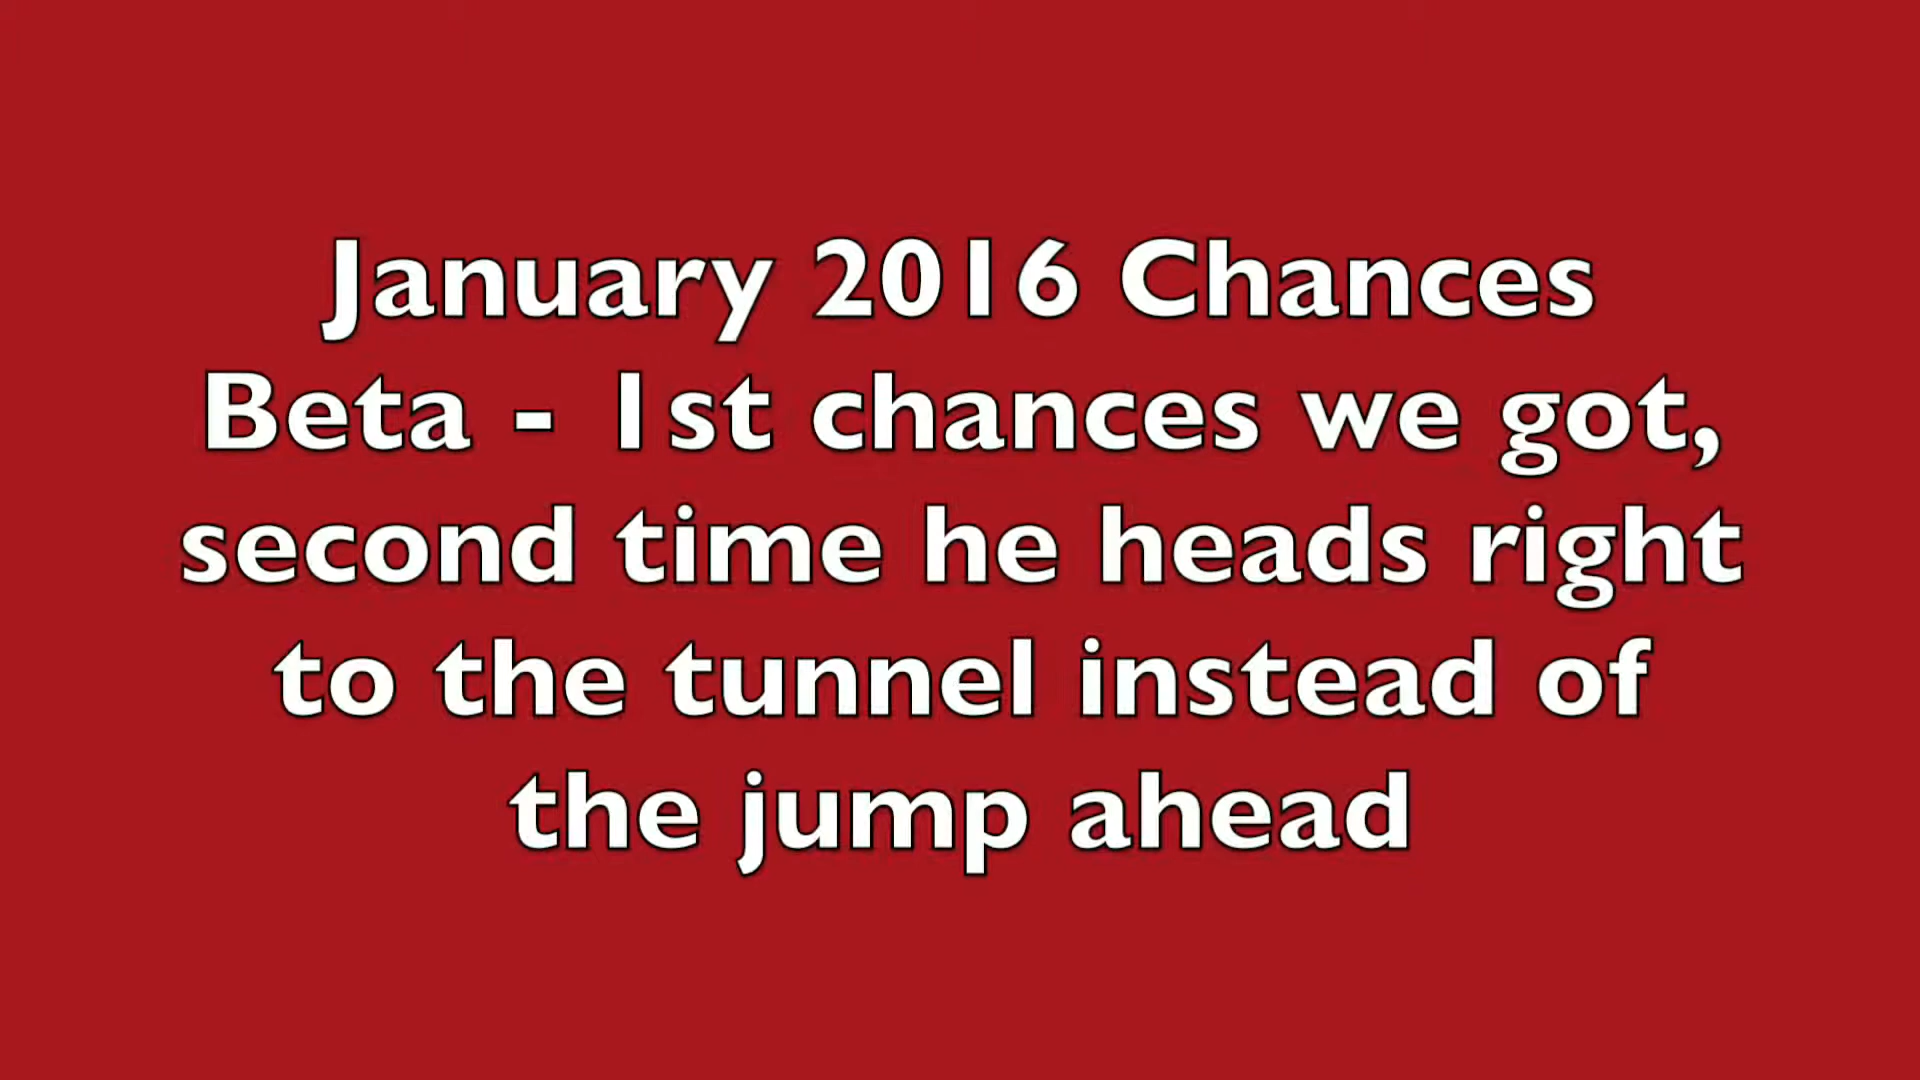 January 2016 Chances
Beta - 1st chances we got,
second time he heads right
to the tunnel instead of
the jump ahead